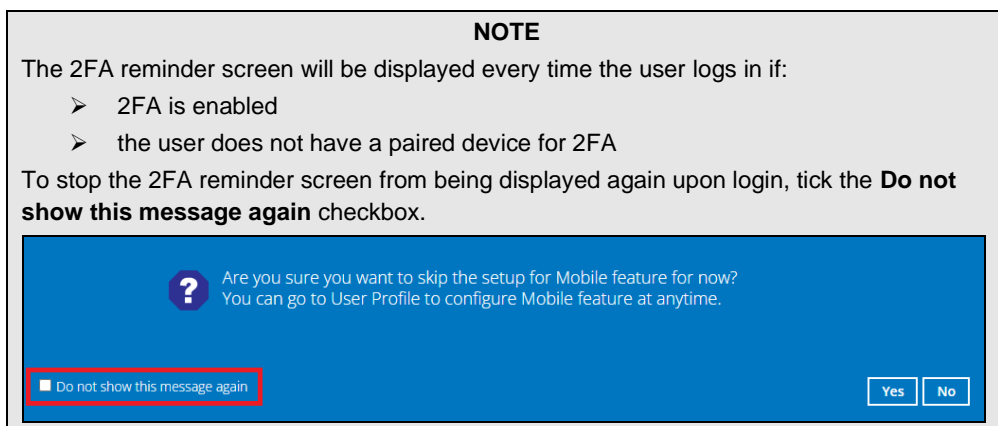 NOTE
The 2FA reminder screen will be displayed every time the user logs in if:
➢ 2FA is enabled
➢ the user does not have a paired device for 2FA
To stop the 2FA reminder screen from being displayed again upon login, tick the Do not
show this message again checkbox.
?
Are you sure you want to skip the setup for Mobile feature for now?
You can go to User Profile to configure Mobile feature at anytime.
Do not show this message again
Yes No